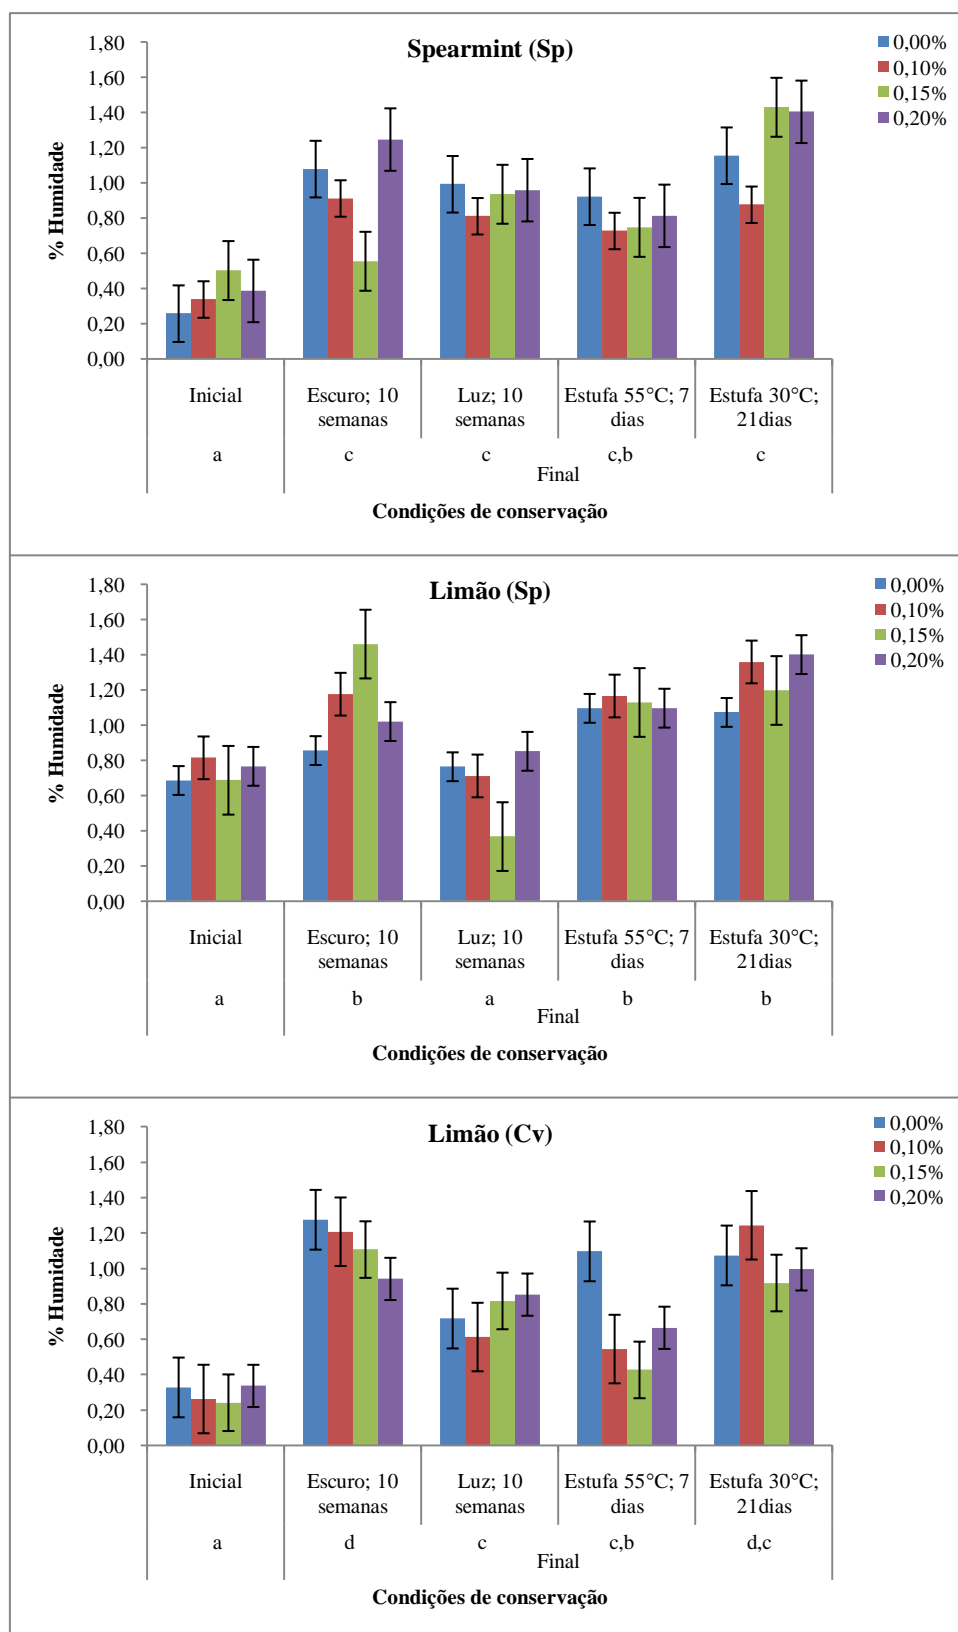 Spearmint (Sp)
1,80
1,60
1,40
1,20
1,00
0,80
0,60
0,40
0,20
0,00
% Humidade
0,00%
0,10%
0,15%
0,20%
Inicial
Escuro; 10 semanas
Luz; 10 semanas
Estufa 55°C; 7 dias
Estufa 30°C; 21dias
a
c
c
c,b
c
Final
Condições de conservação
Limão (Sp)
1,80
1,60
1,40
1,20
1,00
0,80
0,60
0,40
0,20
0,00
% Humidade
0,00%
0,10%
0,15%
0,20%
Inicial
Escuro; 10 semanas
Luz; 10 semanas
Estufa 55°C; 7 dias
Estufa 30°C; 21dias
a
b
a
b
b
Final
Condições de conservação
Limão (Cv)
1,80
1,60
1,40
1,20
1,00
0,80
0,60
0,40
0,20
0,00
% Humidade
0,00%
0,10%
0,15%
0,20%
Inicial
Escuro; 10 semanas
Luz; 10 semanas
Estufa 55°C; 7 dias
Estufa 30°C; 21dias
a
d
c
c,b
d,c
Final
Condições de conservação